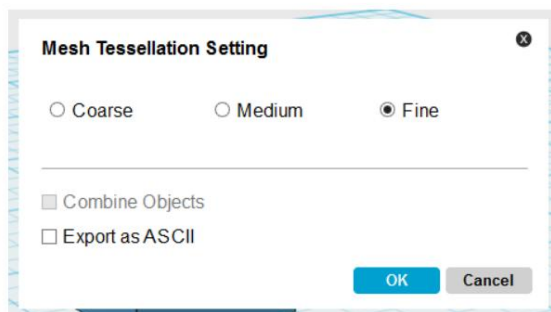 Mesh Tessellation Setting
Coarse Medium Fine
Combine Objects
Export as ASCII
OK Cancel